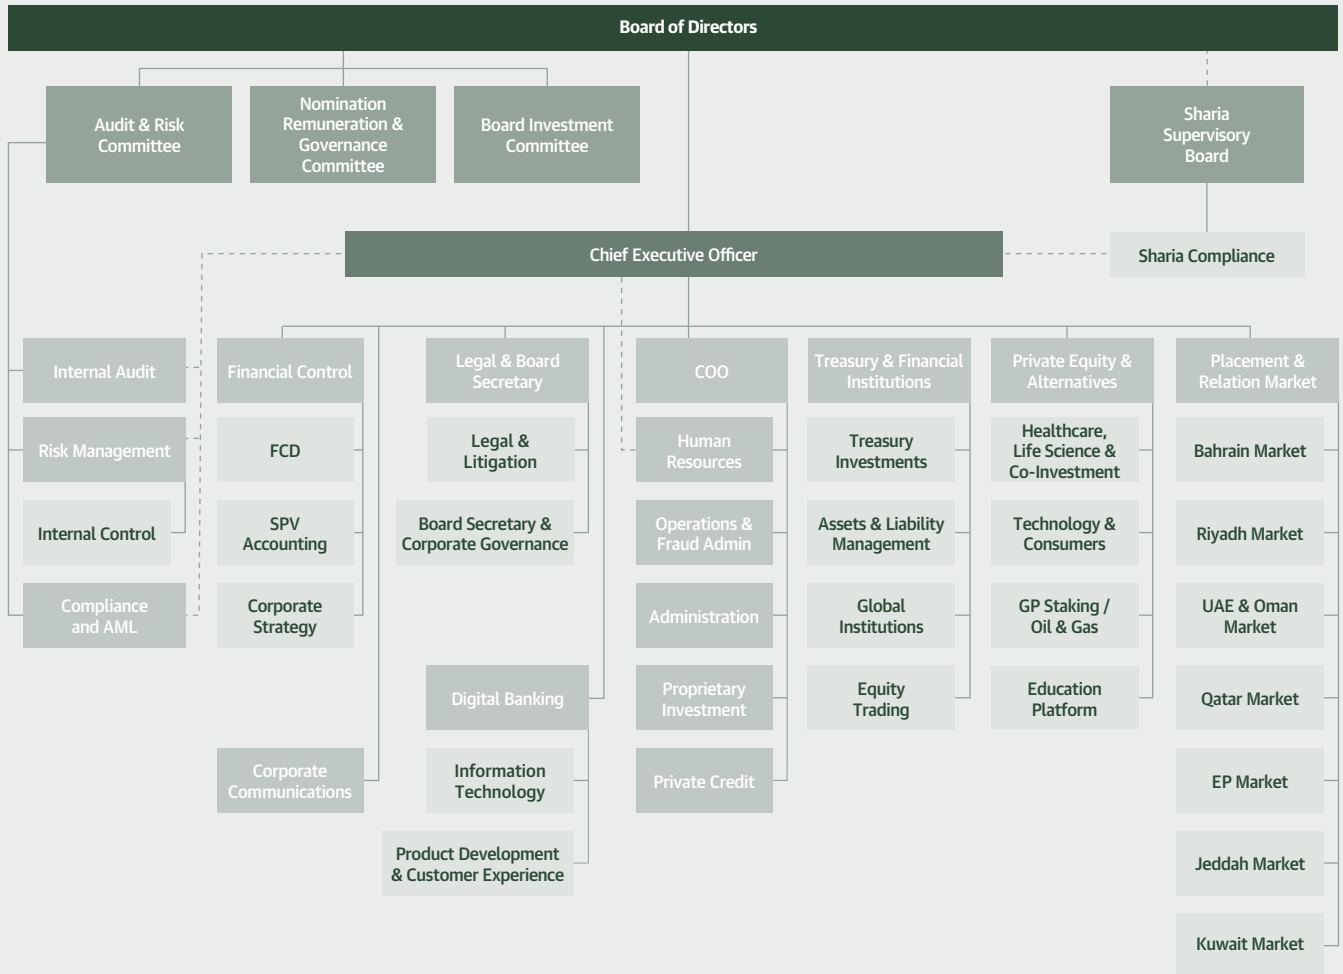 Board of Directors
Audit & Risk
Committee
Nomination
Remuneration &
Governance
Committee
Board Investment
Committee
Sharia
Supervisory
Board
Chief Executive Officer
Sharia Compliance
Internal Audit
Risk Management
Internal Control
Compliance
and AML
Financial Control
FCD
SPV
Accounting
Corporate
Strategy
Corporate
Communications
Legal & Board
Secretary
Legal &
Litigation
Board Secretary &
Corporate Governance
Digital Banking
Information
Technology
Product Development
& Customer Experience
COO
Human
Resources
Operations &
Fraud Admin
Administration
Proprietary
Investment
Private Credit
Treasury & Financial
Institutions
Treasury
Investments
Assets & Liability
Management
Global
Institutions
Equity
Trading
Private Equity &
Alternatives
Healthcare,
Life Science &
Co-Investment
Technology &
Consumers
GP Staking /
Oil & Gas
Education
Platform
Placement &
Relation Market
Bahrain Market
Riyadh Market
UAE & Oman
Market
Qatar Market
EP Market
Jeddah Market
Kuwait Market